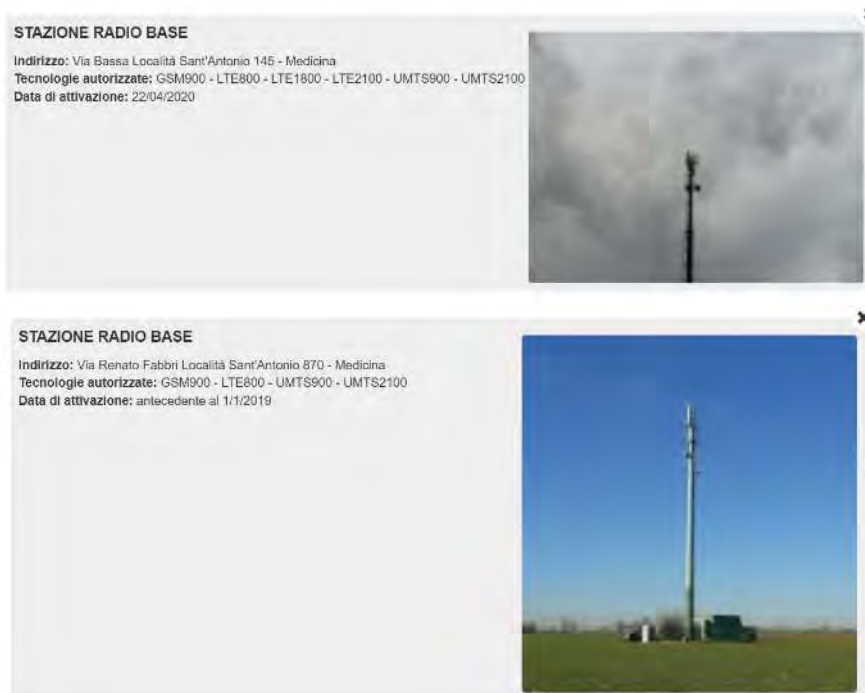 STAZIONE RADIO BASE
Indirizzo: Via Bassa Località Sant'Antonio 145 - Medicina
Tecnologie autorizzate: GSM900 - LTE800 - LTE1800 - LTE2100 - UMTS900 - UMTS2100
Data di attivazione: 22/04/2020
STAZIONE RADIO BASE
Indirizzo: Via Renato Fabbri Località Sant'Antonio 870 - Medicina
Tecnologie autorizzate: GSM900 - LTE800 - UMTS900 - UMTS2100
Data di attivazione: antecedente al 1/1/2019